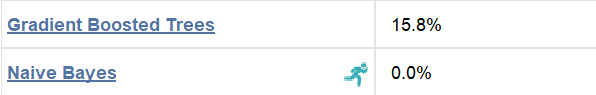 Gradient Boosted Trees 15.8%
Naive Bayes 0.0%